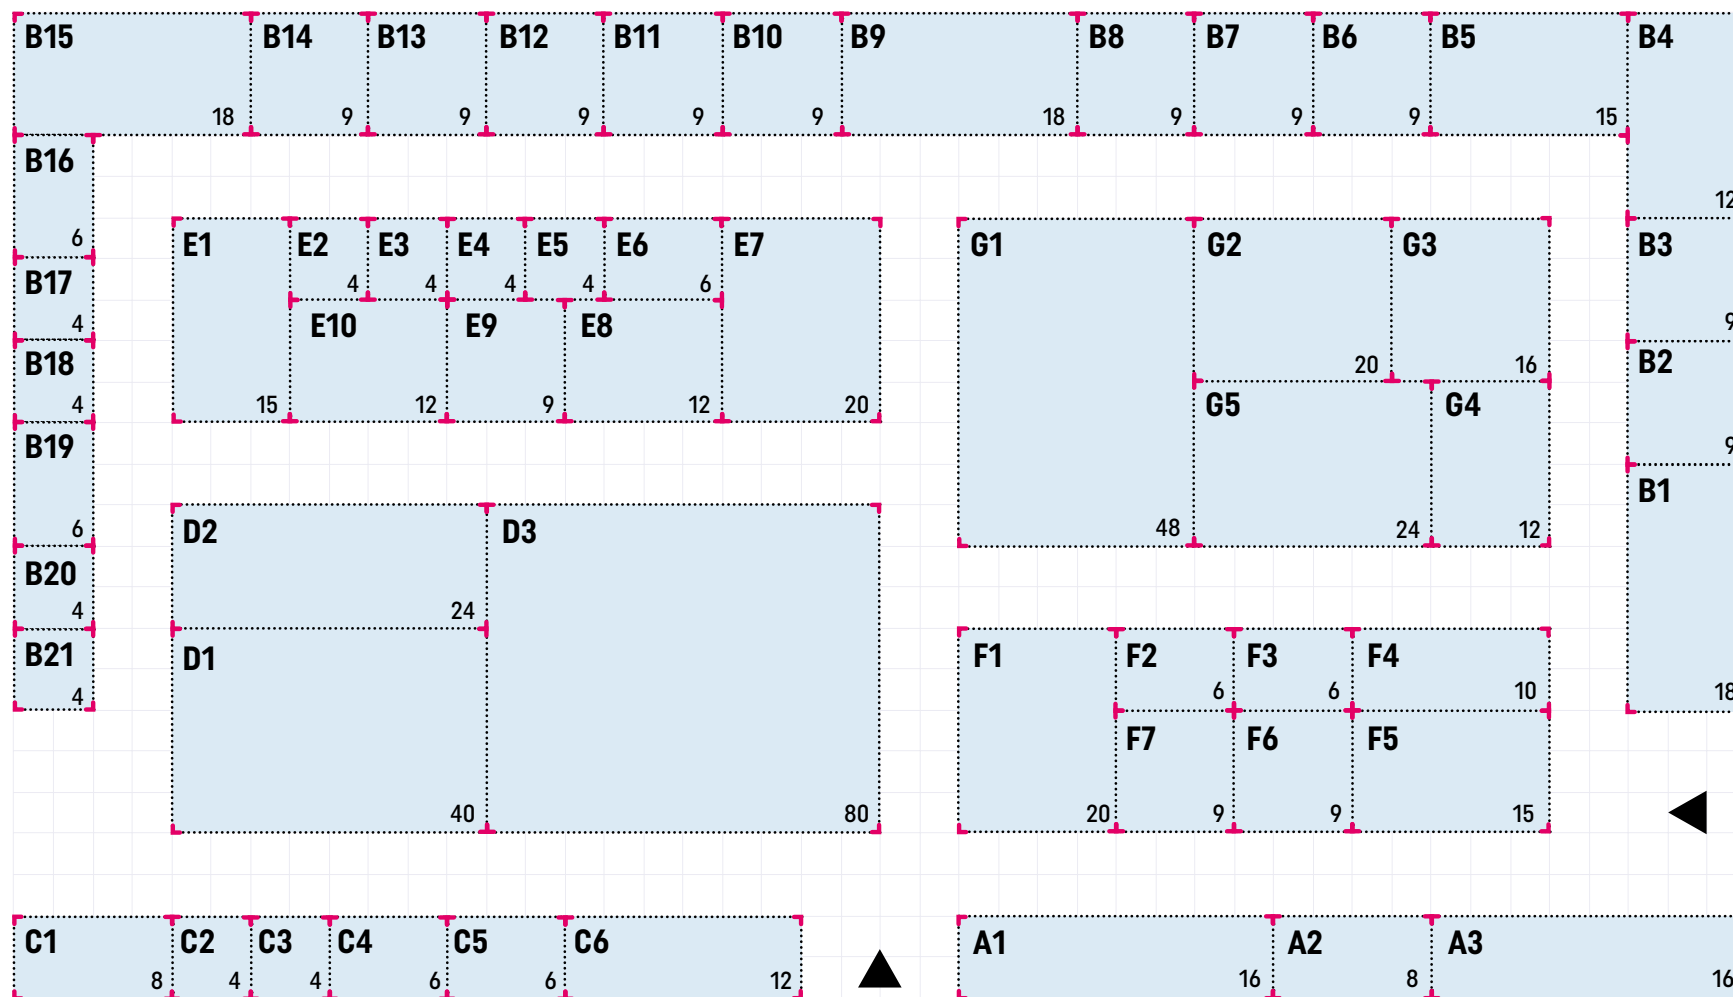 B15 B14 B13 B12 B11 B10 B9 B8 B7 B6 B5 B4
18 9 9 9 9 9 18 9 9 9 15
B16
12
6
E1 E2 E3 E4 E5 E6 E7 G1 G2 G3 B3
B17
4 4 4 4 6
4 9
E10 E9 E8
B18 20 16 B2
4 15 12 9 12 20 G5 G4
B19 9
B1
6 D2 D3 48 24 12
B20
4 24
B21 D1 F1 F2 F3 F4
4 6 6 10 18
F7 F6 F5
40 80 20 9 9 15
C1 C2 C3 C4 C5 C6 A1 A2 A3
8 4 4 6 6 12 16 8 16